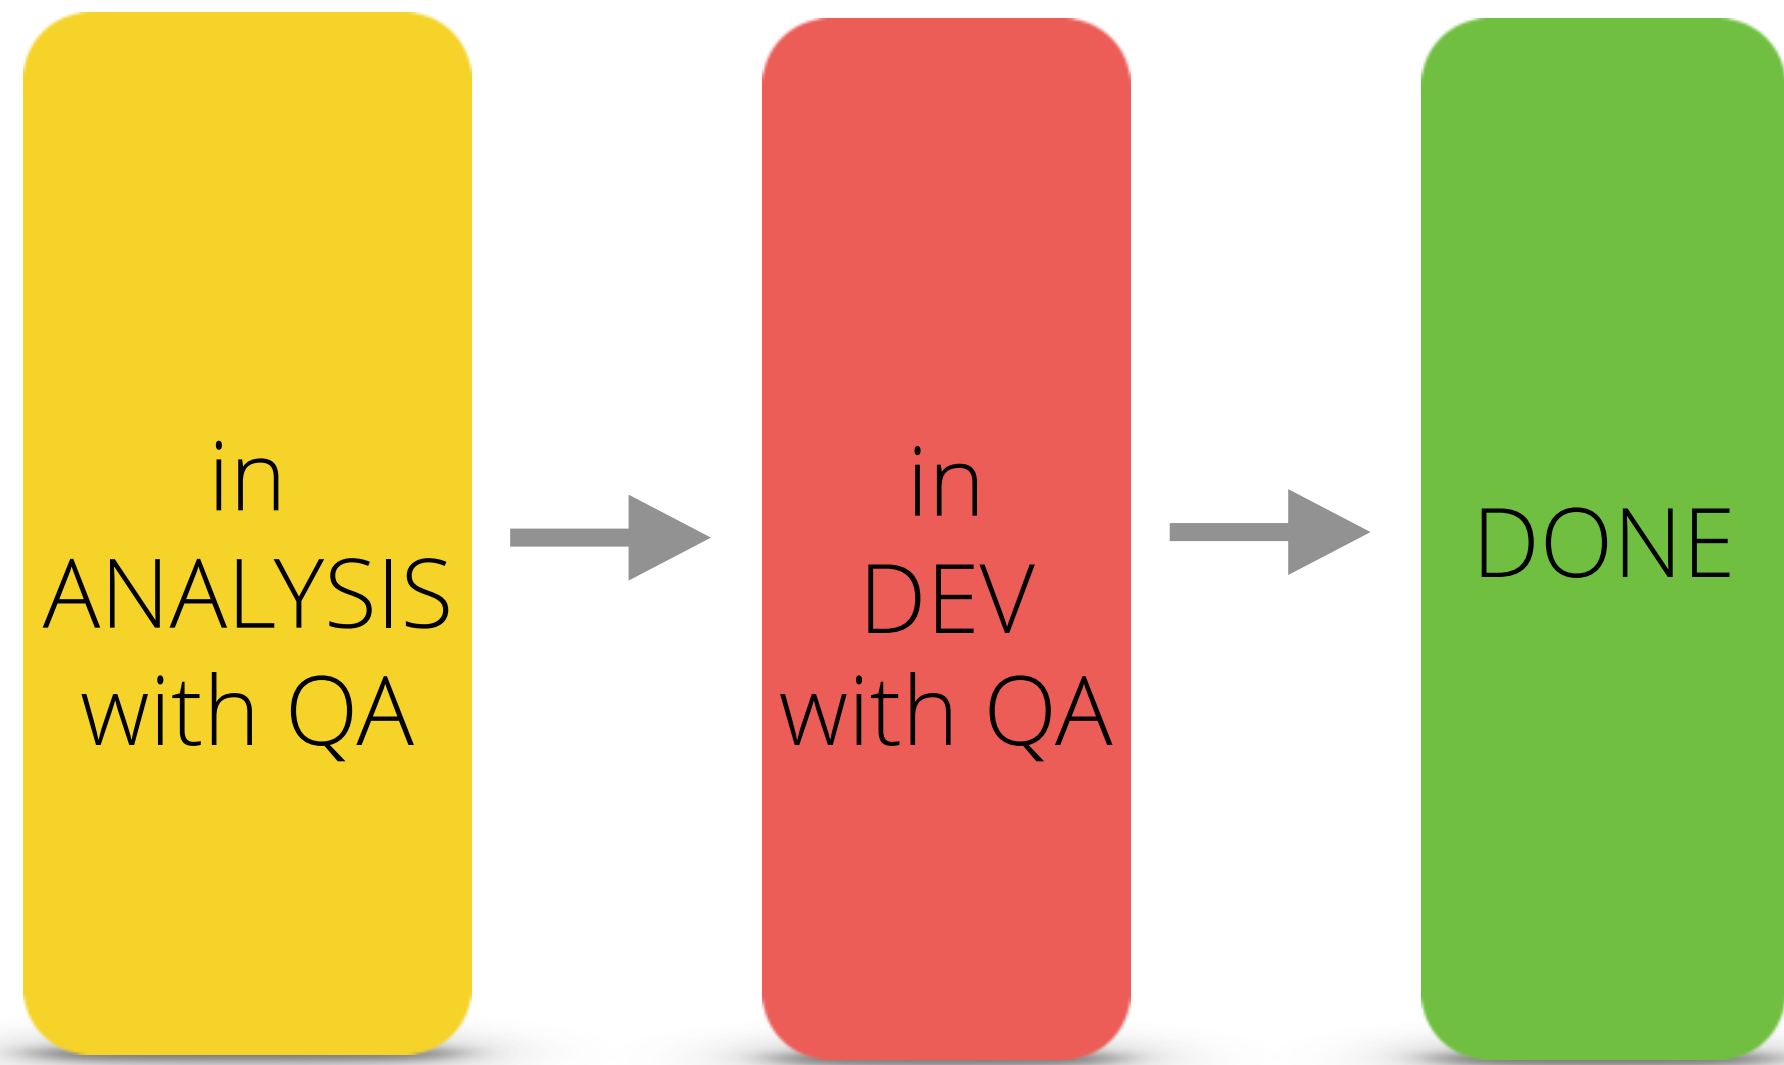 in
ANALYSIS
with QA
in
DEV
with QA
DONE